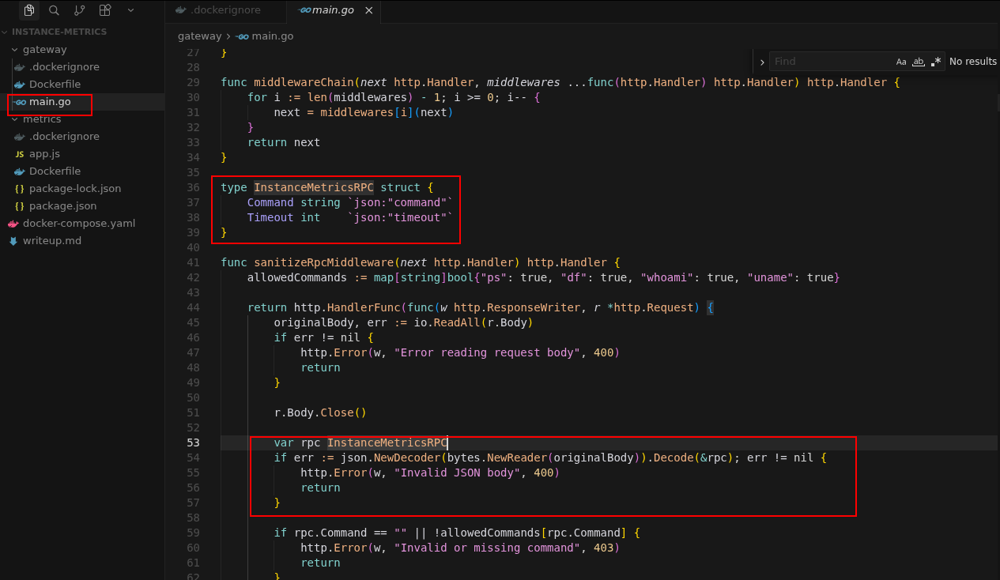 .dockerignore
GO main.go
INSTANCE-METRICS
gateway
.dockerignore
Dockerfile
GO main.go
metrics
.dockerignore
JS app.js
Dockerfile
{} package-lock.json
{} package.json
docker-compose.yaml
writeup.md
gateway > GO main.go
Find
Aa ab .* No results
27 }
28
29 func middlewareChain(next http.Handler, middlewares ...func(http.Handler) http.Handler) http.Handler {
30 for i := len(middlewares) - 1; i >= 0; i-- {
31 next = middlewares[i](next)
32 }
33 return next
34 }
35
36 type InstanceMetricsRPC struct {
37 Command string `json:"command"`
38 Timeout int `json:"timeout"`
39 }
40
41 func sanitizeRpcMiddleware(next http.Handler) http.Handler {
42 allowedCommands := map[string]bool{"ps": true, "df": true, "whoami": true, "uname": true}
43
44 return http.HandlerFunc(func(w http.ResponseWriter, r *http.Request) {
45 originalBody, err := io.ReadAll(r.Body)
46 if err != nil {
47 http.Error(w, "Error reading request body", 400)
48 return
49 }
50
51 r.Body.Close()
52
53 var rpc InstanceMetricsRPC
54 if err := json.NewDecoder(bytes.NewReader(originalBody)).Decode(&rpc); err != nil {
55 http.Error(w, "Invalid JSON body", 400)
56 return
57 }
58
59 if rpc.Command == "" || !allowedCommands[rpc.Command] {
60 http.Error(w, "Invalid or missing command", 403)
61 return
62 }